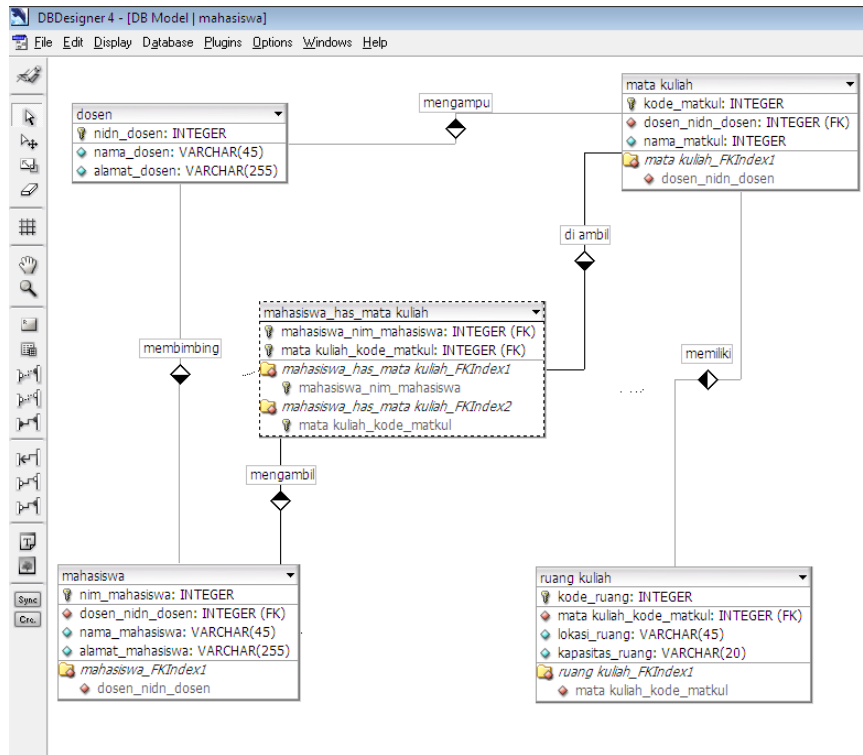 DBDesigner 4 - [DB Model | mahasiswa]
File Edit Display Database Plugins Options Windows Help
dosen
nidn_dosen: INTEGER
nama_dosen: VARCHAR(45)
alamat_dosen: VARCHAR(255)
mengampu
mata kuliah
kode_matkul: INTEGER
dosen_nidn_dosen: INTEGER (FK)
nama_matkul: INTEGER
mata kuliah_FKIndex1
dosen_nidn_dosen
di ambil
mahasiswa_has_mata kuliah
mahasiswa_nim_mahasiswa: INTEGER (FK)
mata kuliah_kode_matkul: INTEGER (FK)
mahasiswa_has_mata kuliah_FKIndex1
mahasiswa_nim_mahasiswa
mahasiswa_has_mata kuliah_FKIndex2
mata kuliah_kode_matkul
membimbing
memiliki
mengambil
mahasiswa
nim_mahasiswa: INTEGER
dosen_nidn_dosen: INTEGER (FK)
nama_mahasiswa: VARCHAR(45)
alamat_mahasiswa: VARCHAR(255)
mahasiswa_FKIndex1
dosen_nidn_dosen
ruang kuliah
kode_ruang: INTEGER
mata kuliah_kode_matkul: INTEGER (FK)
lokasi_ruang: VARCHAR(45)
kapasitas_ruang: VARCHAR(20)
ruang kuliah_FKIndex1
mata kuliah_kode_matkul
Sync
Cre.